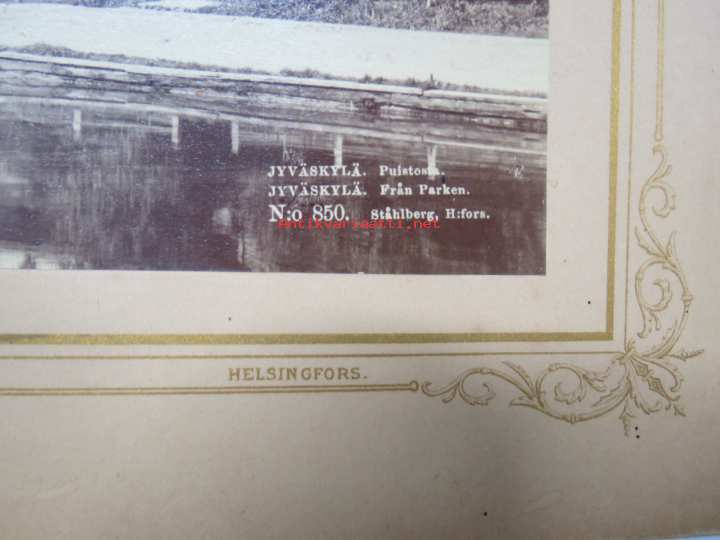 JYVÄSKYLÄ. Puistosta.
JYVÄSKYLÄ. Från Parken.
N:o 850. Ståhlberg, H:fors.
Antikvariaatti.net
HELSINGFORS.